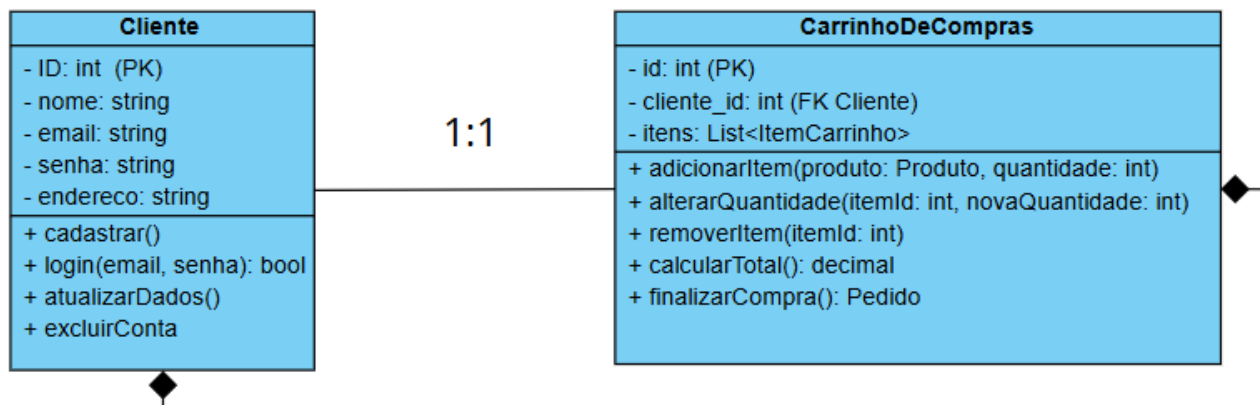 Cliente
- ID: int (PK)
- nome: string
- email: string
- senha: string
- endereco: string
+ cadastrar()
+ login(email, senha): bool
+ atualizarDados()
+ excluirConta
1:1
CarrinhoDeCompras
- id: int (PK)
- cliente_id: int (FK Cliente)
- itens: List<ItemCarrinho>
+ adicionarItem(produto: Produto, quantidade: int)
+ alterarQuantidade(itemId: int, novaQuantidade: int)
+ removerItem(itemId: int)
+ calcularTotal(): decimal
+ finalizarCompra(): Pedido